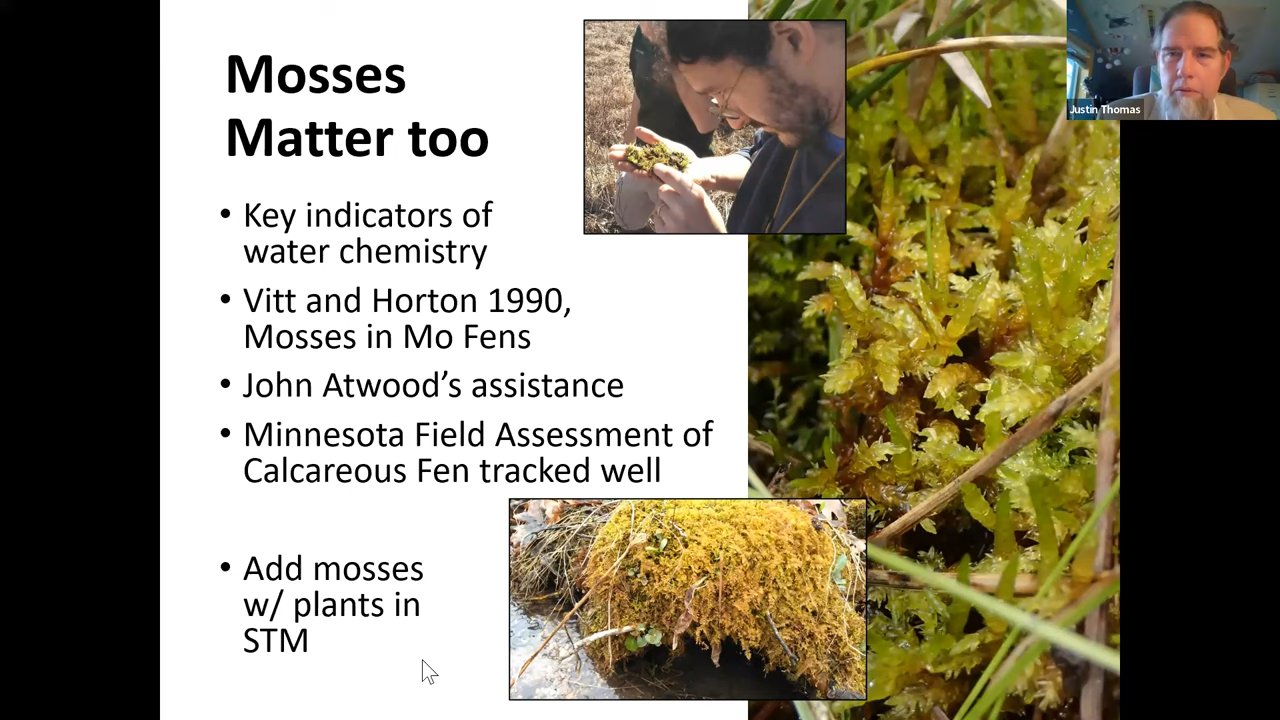 Mosses
Matter too
• Key indicators of
water chemistry
• Vitt and Horton 1990,
Mosses in Mo Fens
• John Atwood’s assistance
• Minnesota Field Assessment of
Calcareous Fen tracked well
• Add mosses
w/ plants in
STM
Justin Thomas